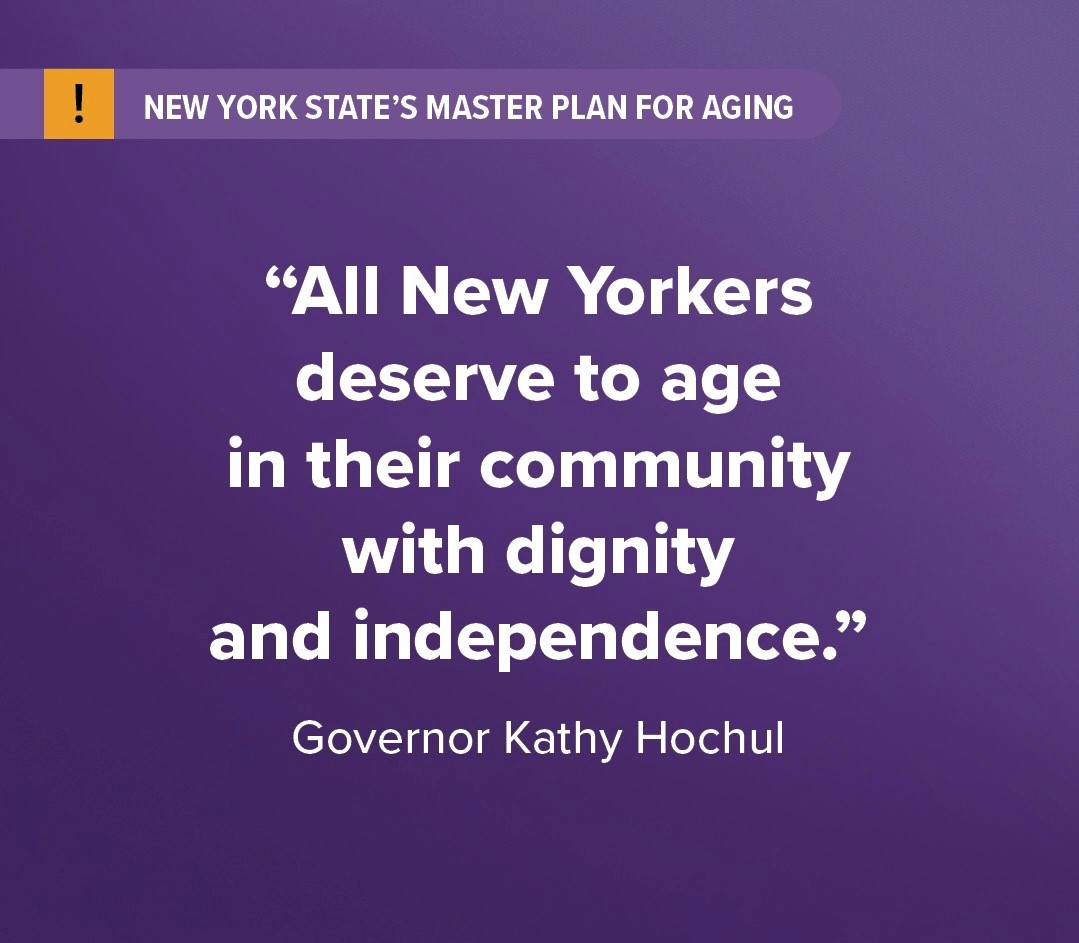 !
NEW YORK STATE’S MASTER PLAN FOR AGING
“All New Yorkers
deserve to age
in their community
with dignity
and independence.”
Governor Kathy Hochul